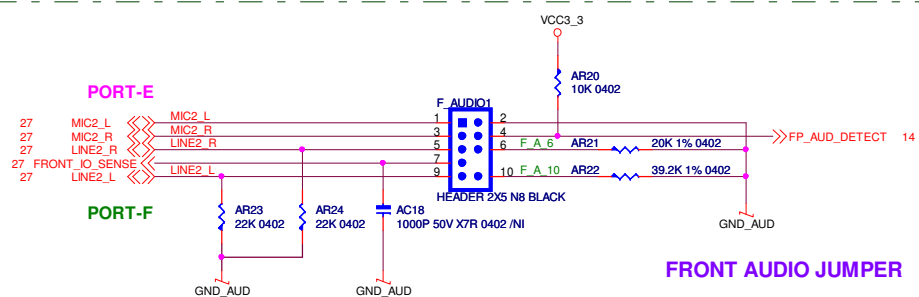 VCC3_3
AR20
10K 0402
PORT-E
F_AUDIO1
27 MIC2_L MIC2_L 1 2
27 MIC2_R MIC2_R 3 4 FP_AUD_DETECT 14
27 LINE2_R LINE2_R 5 6 F_A_6 AR21 20K 1% 0402
27 FRONT_IO_SENSE 7
27 LINE2_L LINE2_L 9 10 F_A_10 AR22 39.2K 1% 0402
HEADER 2X5 N8 BLACK
PORT-F
AR23
22K 0402
AR24
22K 0402
AC18
1000P 50V X7R 0402 /NI
GND_AUD
GND_AUD
GND_AUD
FRONT AUDIO JUMPER